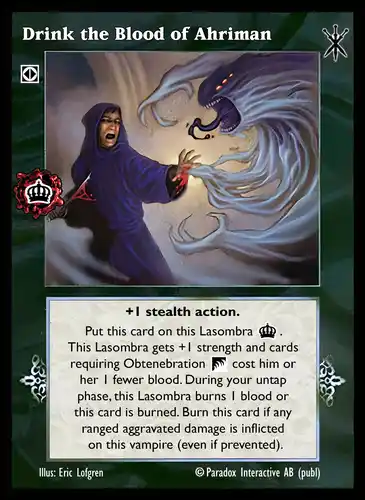 Drink the Blood of Ahriman
+1 stealth action.
Put this card on this Lasombra
This Lasombra gets +1 strength and cards
requiring Obtenebration cost him or
her 1 fewer blood. During your untap
phase, this Lasombra burns 1 blood or
this card is burned. Burn this card if any
ranged aggravated damage is inflicted
on this vampire (even if prevented).
Illus: Eric Lofgren © Paradox Interactive AB (publ)